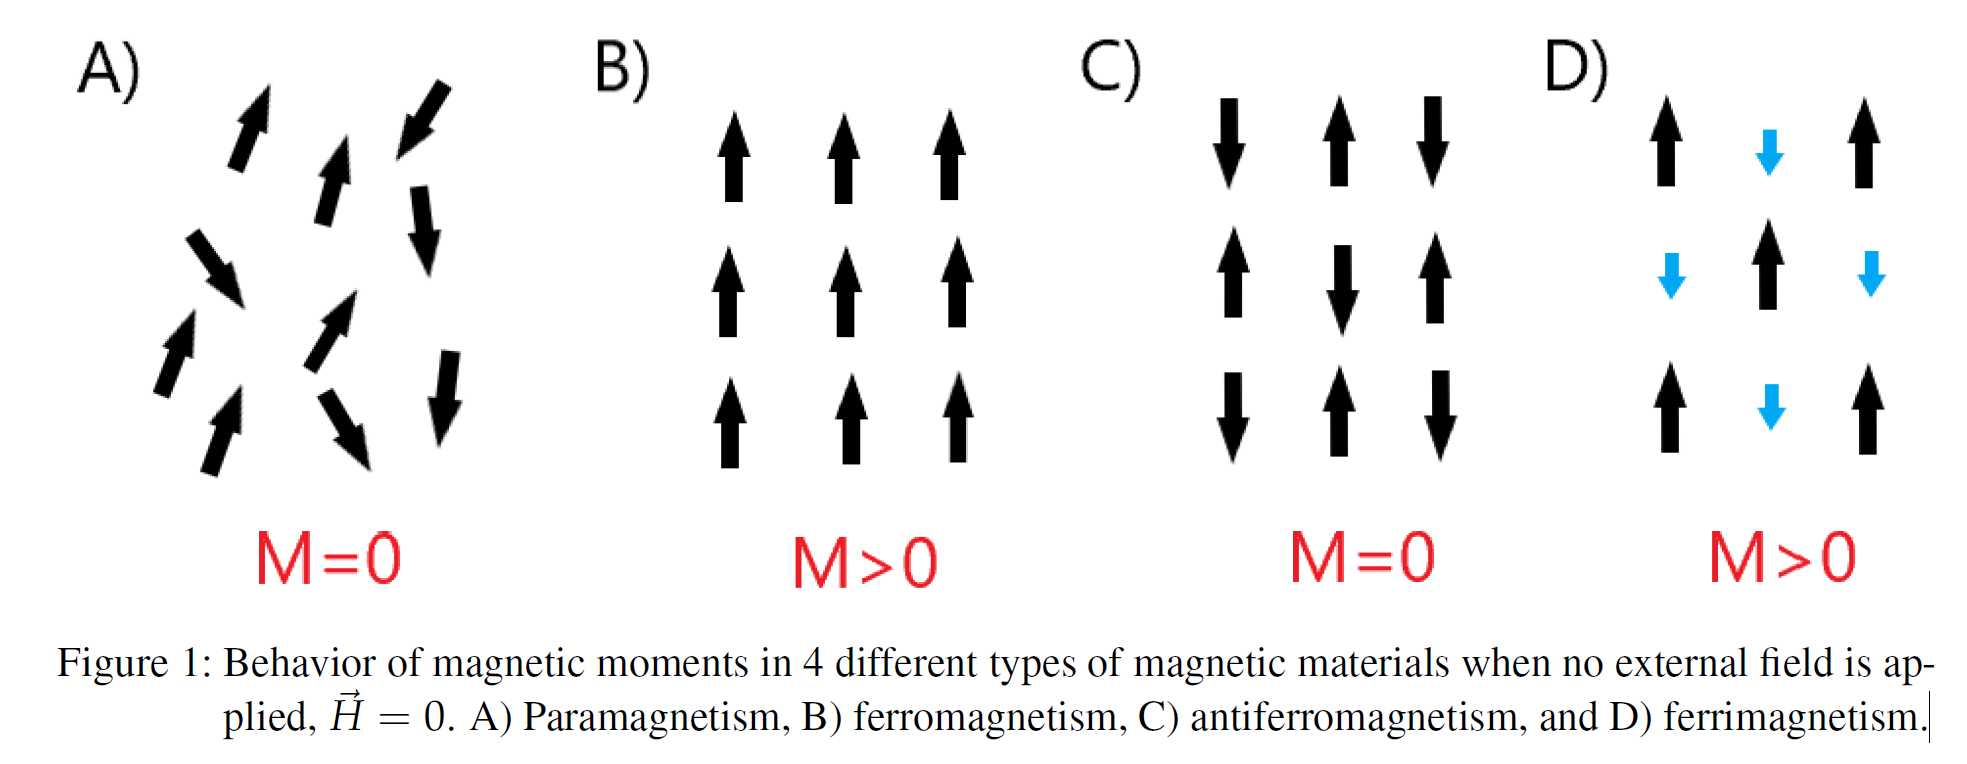 A) B) C) D)
M=0 M>0 M=0 M>0
Figure 1: Behavior of magnetic moments in 4 different types of magnetic materials when no external field is ap-
plied, $\vec{H} = 0$. A) Paramagnetism, B) ferromagnetism, C) antiferromagnetism, and D) ferrimagnetism.